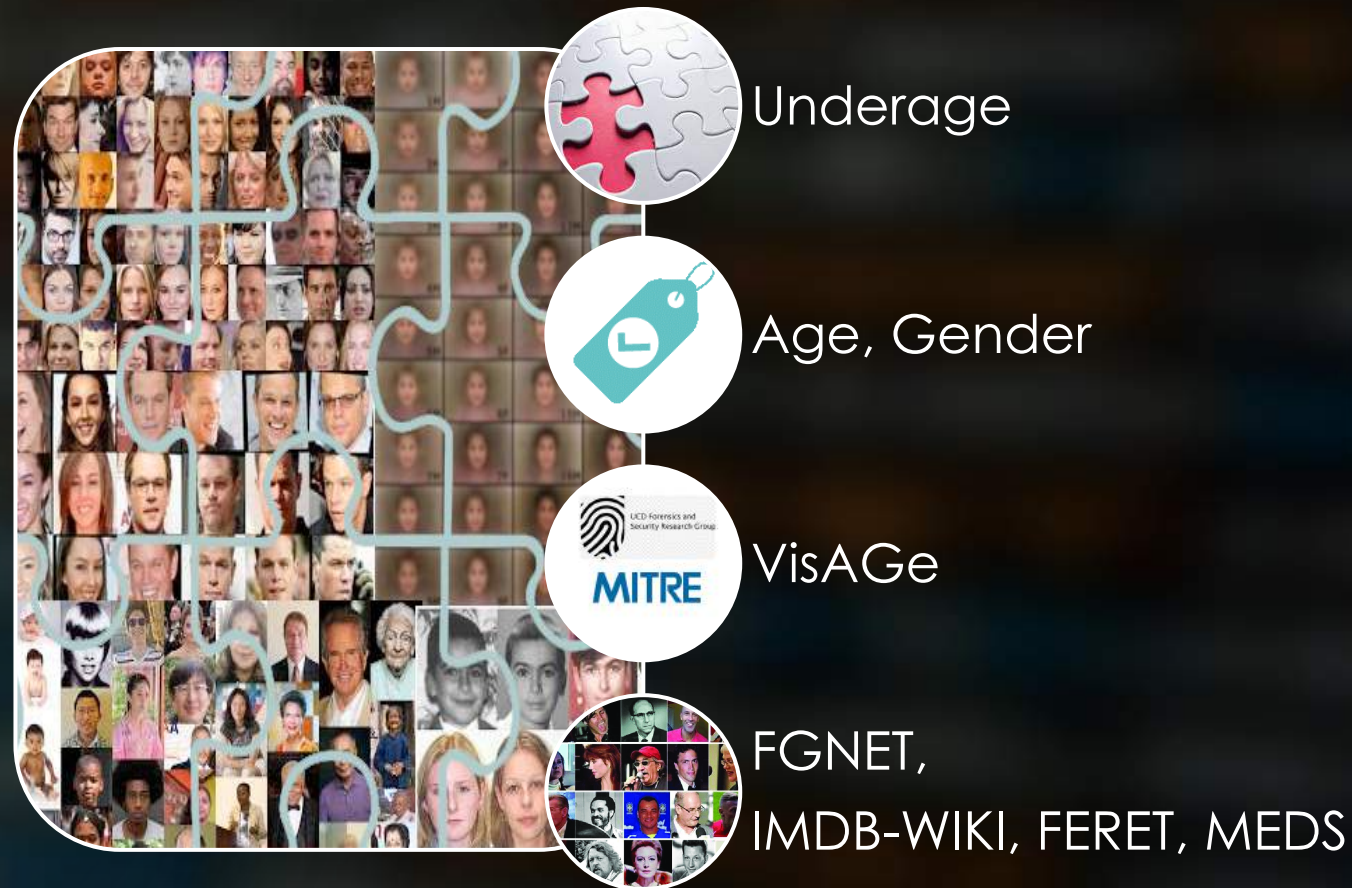 Underage
Age, Gender
UCD Forensics and
Security Research Group
MITRE
VisAGe
FGNET,
IMDB-WIKI, FERET, MEDS